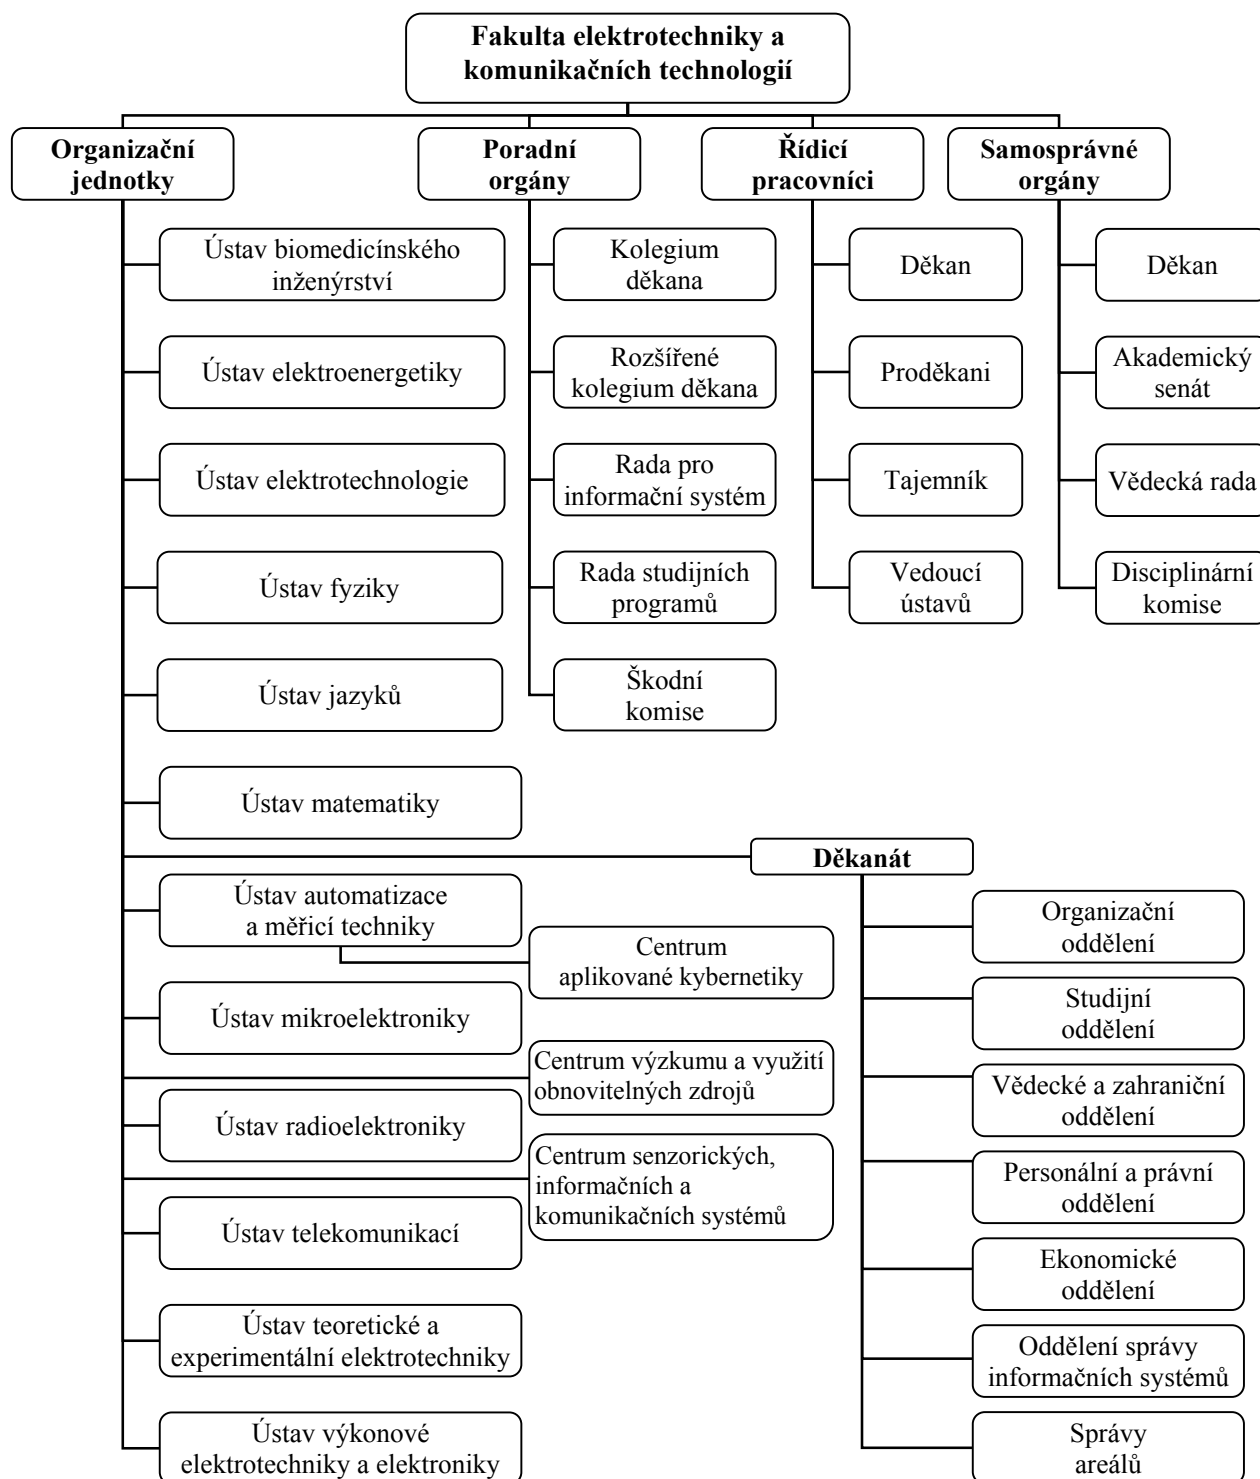 Fakulta elektrotechniky a
komunikačních technologií
Organizační
jednotky
Poradní
orgány
Řídicí
pracovníci
Samosprávné
orgány
Ústav biomedicínského
inženýrství
Ústav elektroenergetiky
Ústav elektrotechnologie
Ústav fyziky
Ústav jazyků
Ústav matematiky
Kolegium
děkana
Rozšířené
kolegium děkana
Rada pro
informační systém
Rada studijních
programů
Škodní
komise
Děkan
Proděkani
Tajemník
Vedoucí
ústavů
Děkan
Akademický
senát
Vědecká rada
Disciplinární
komise
Děkanát
Ústav automatizace
a měřicí techniky
Centrum
aplikované kybernetiky
Ústav mikroelektroniky
Centrum výzkumu a využití
obnovitelných zdrojů
Ústav radioelektroniky
Centrum senzorických,
informačních a
komunikačních systémů
Ústav telekomunikací
Ústav teoretické a
experimentální elektrotechniky
Ústav výkonové
elektrotechniky a elektroniky
Organizační
oddělení
Studijní
oddělení
Vědecké a zahraniční
oddělení
Personální a právní
oddělení
Ekonomické
oddělení
Oddělení správy
informačních systémů
Správy
areálů